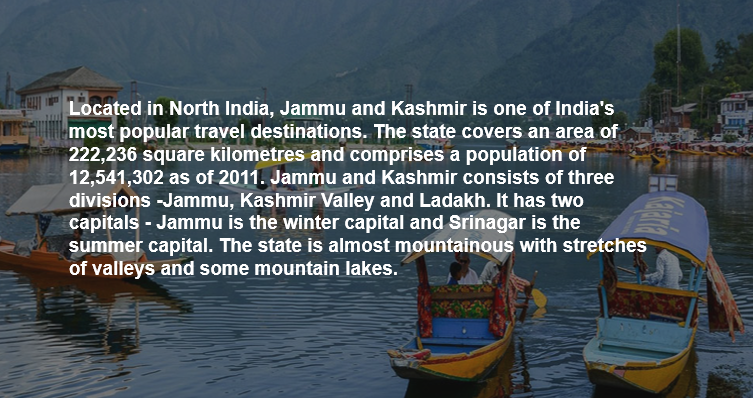 Located in North India, Jammu and Kashmir is one of India's
most popular travel destinations. The state covers an area of
222,236 square kilometres and comprises a population of
12,541,302 as of 2011. Jammu and Kashmir consists of three
divisions -Jammu, Kashmir Valley and Ladakh. It has two
capitals - Jammu is the winter capital and Srinagar is the
summer capital. The state is almost mountainous with stretches
of valleys and some mountain lakes.